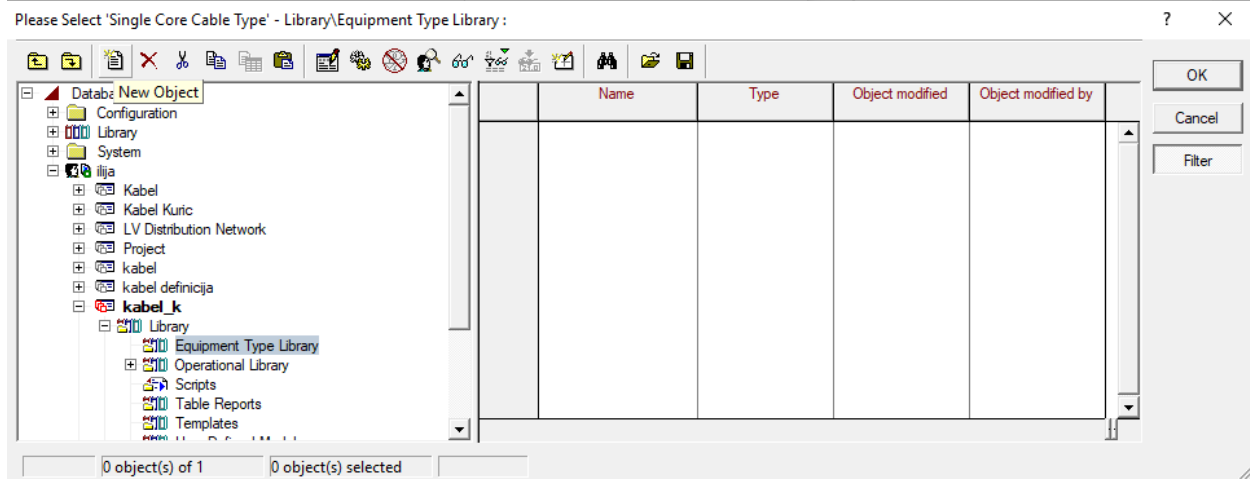 Please Select 'Single Core Cable Type' - Library\Equipment Type Library :
? X
OK
Cancel
Filter
New Object
Configuration
Library
System
ilija
Kabel
Kabel Kuric
LV Distribution Network
Project
kabel
kabel definicija
kabel_k
Library
Equipment Type Library
Operational Library
Scripts
Table Reports
Templates
Name Type Object modified Object modified by
0 object(s) of 1 0 object(s) selected